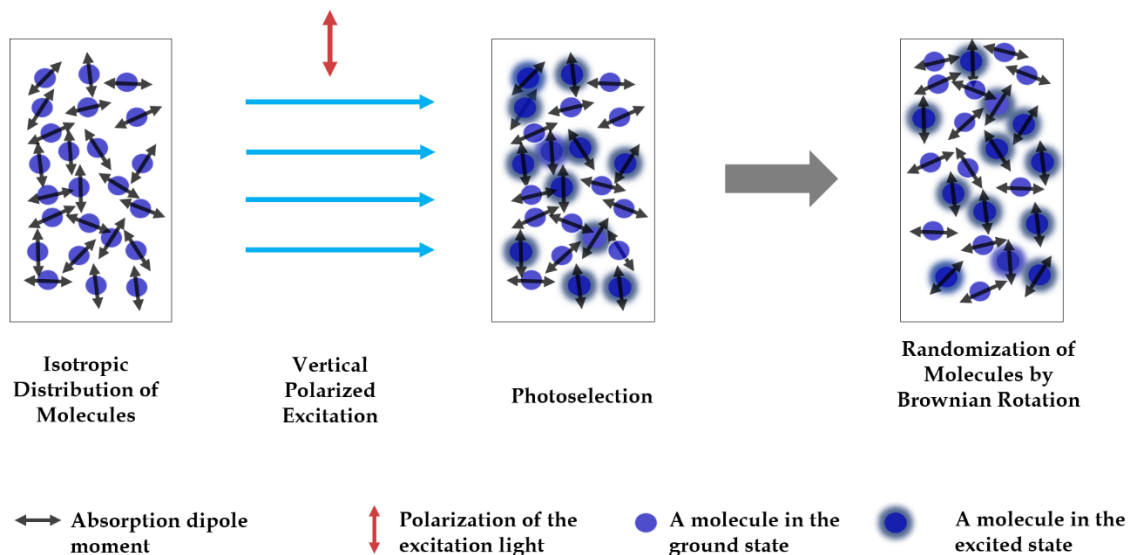 Isotropic
Distribution of
Molecules
Vertical
Polarized
Excitation
Photoselection
Randomization of
Molecules by
Brownian Rotation
Absorption dipole
moment
Polarization of the
excitation light
A molecule in the
ground state
A molecule in the
excited state